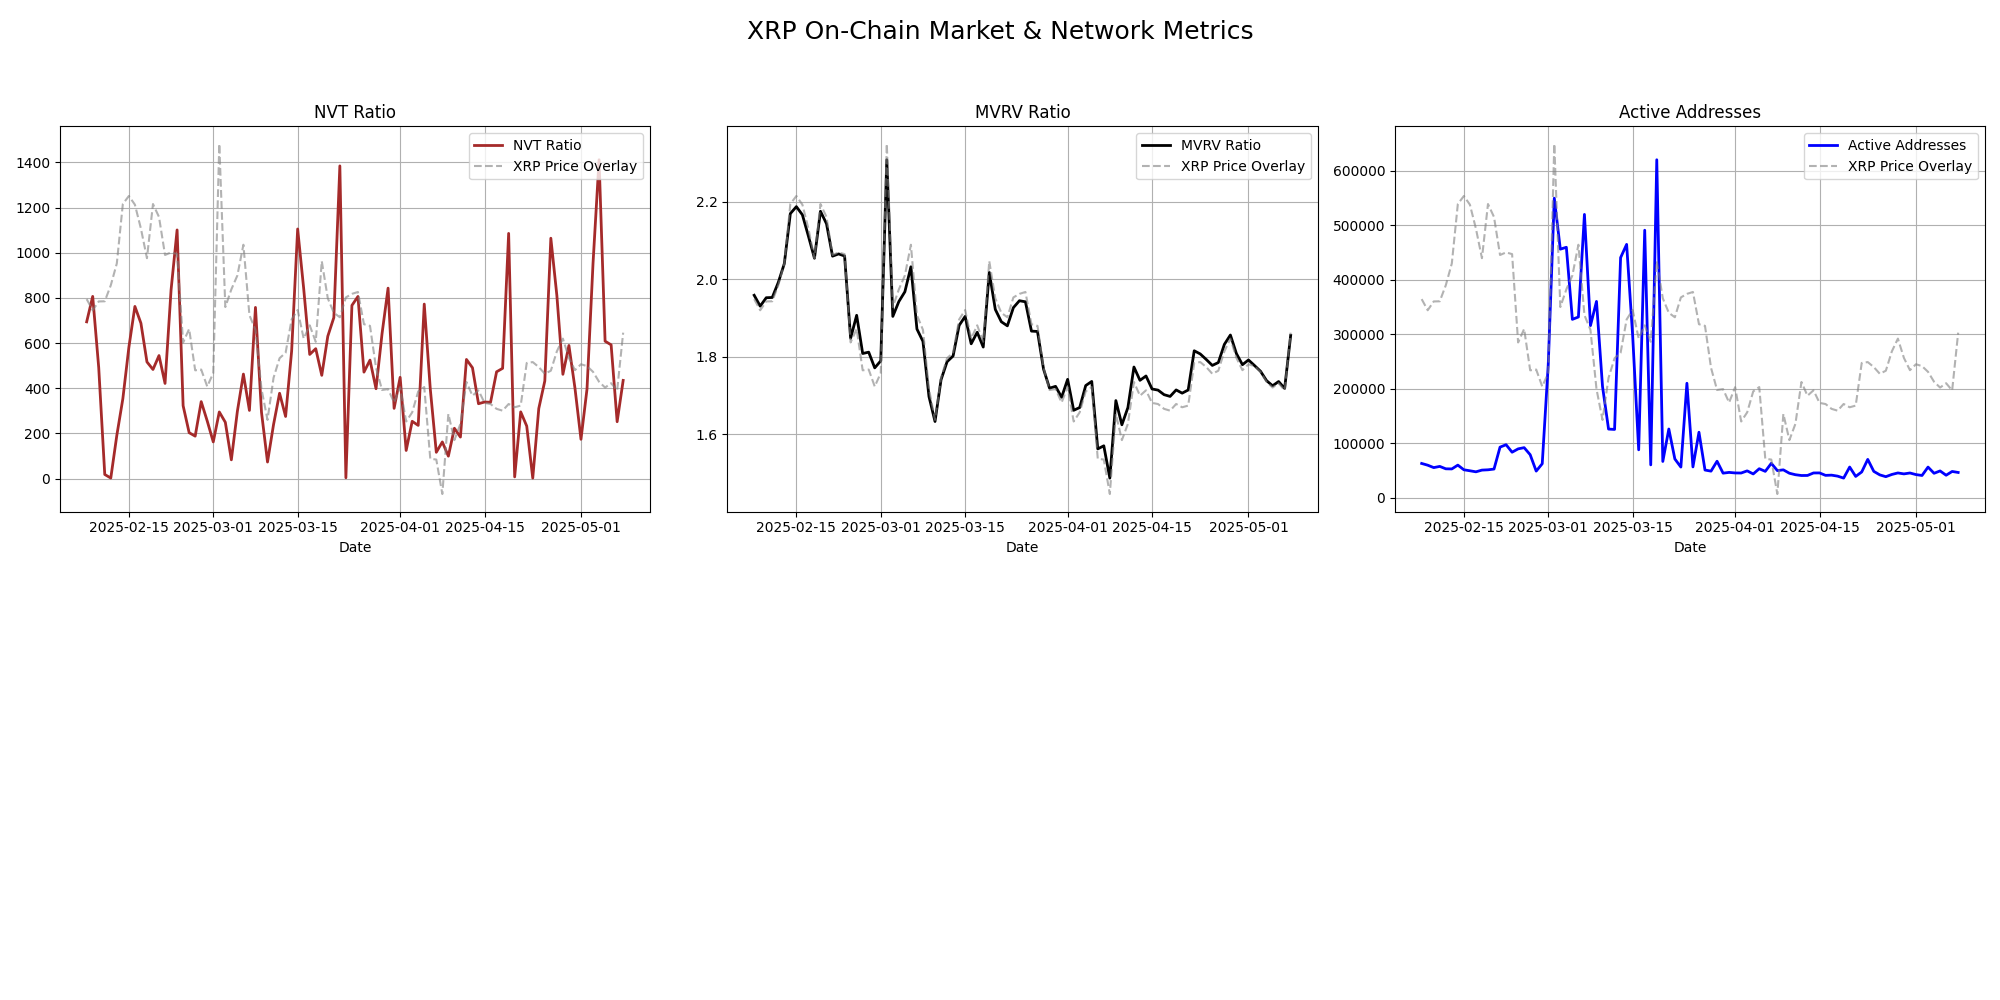 XRP On-Chain Market & Network Metrics
NVT Ratio
NVT Ratio
XRP Price Overlay
1400
1200
1000
800
600
400
200
0
2025-02-15 2025-03-01 2025-03-15 2025-04-01 2025-04-15 2025-05-01
Date
MVRV Ratio
MVRV Ratio
XRP Price Overlay
2.2
2.0
1.8
1.6
2025-02-15 2025-03-01 2025-03-15 2025-04-01 2025-04-15 2025-05-01
Date
Active Addresses
Active Addresses
XRP Price Overlay
600000
500000
400000
300000
200000
100000
0
2025-02-15 2025-03-01 2025-03-15 2025-04-01 2025-04-15 2025-05-01
Date